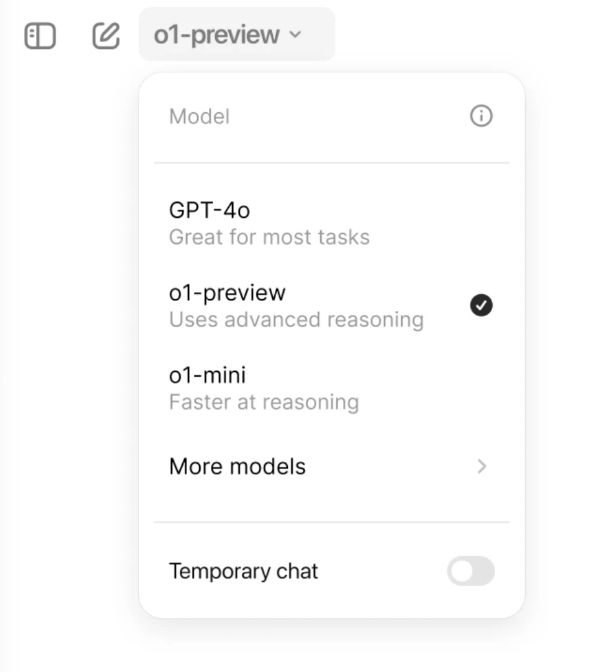 o1-preview
Model
GPT-4o
Great for most tasks
o1-preview
Uses advanced reasoning
o1-mini
Faster at reasoning
More models
Temporary chat